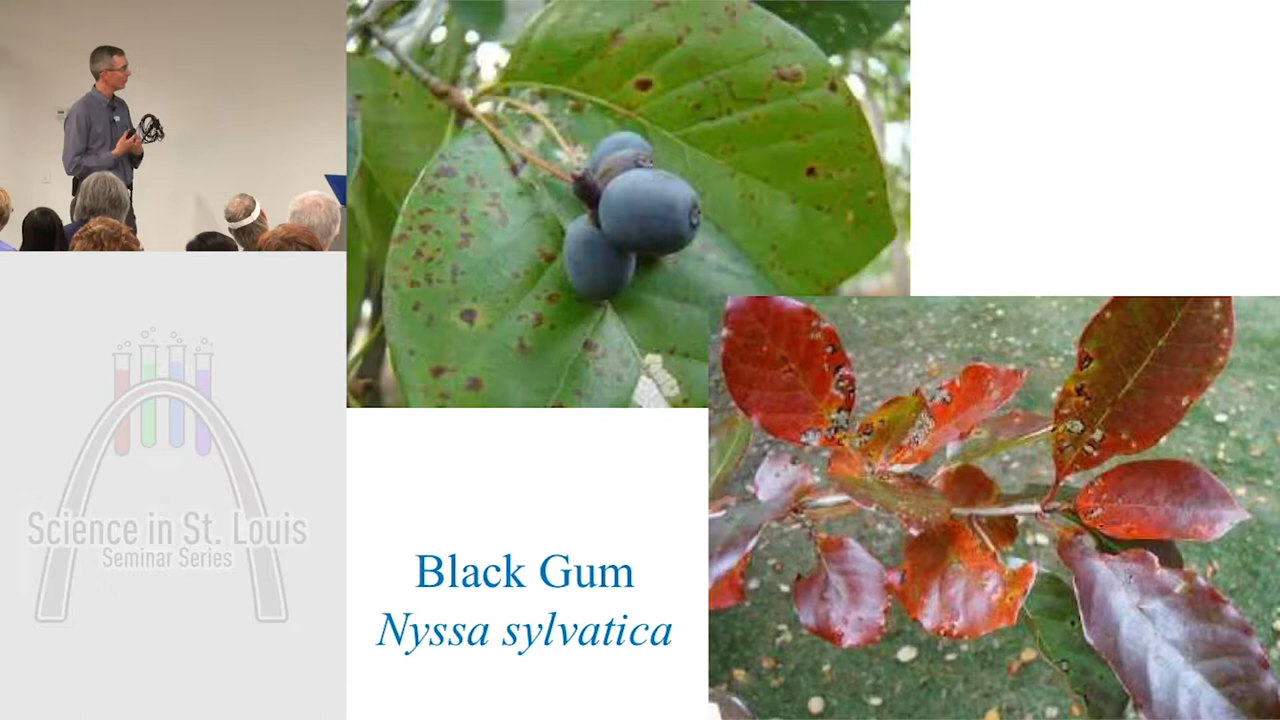 Science in St. Louis
Seminar Series
Black Gum
Nyssa sylvatica